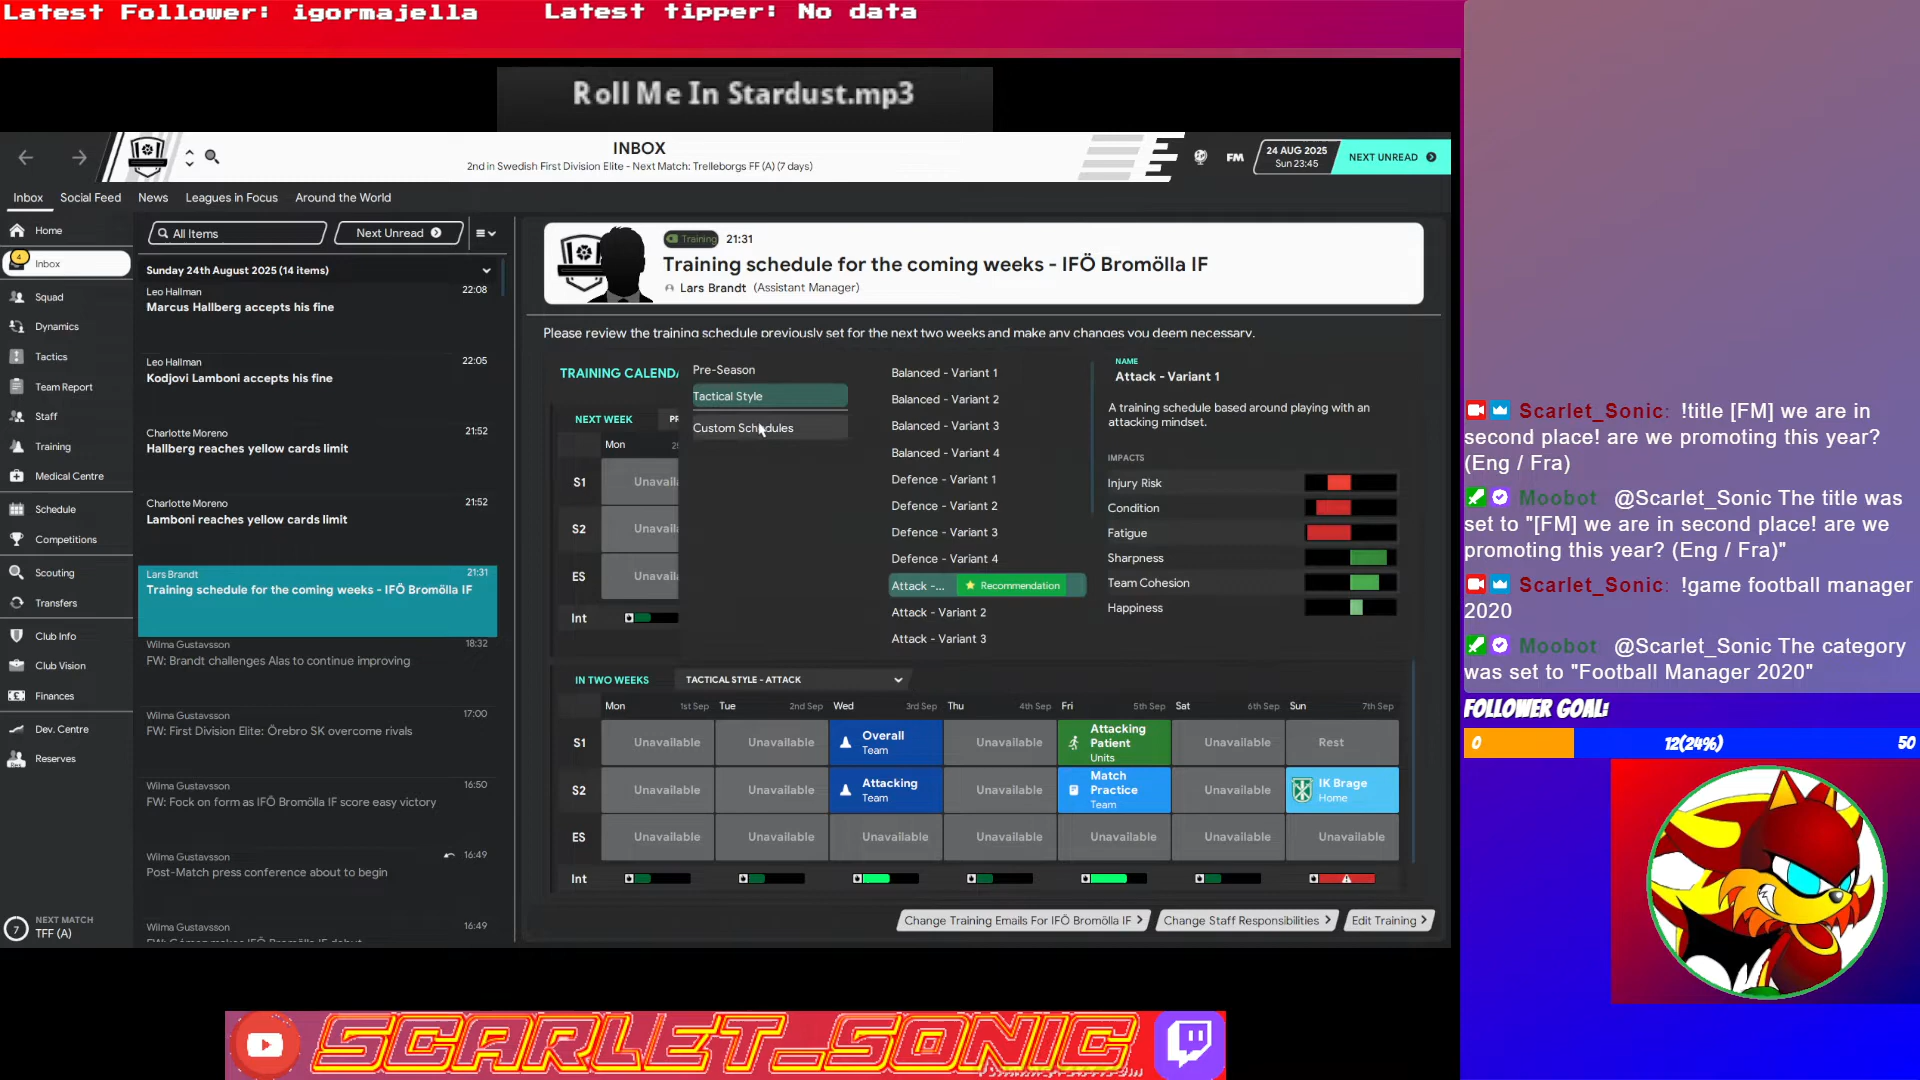 Latest Follower: igormajella
Latest tipper: No data
Roll Me In Stardust.mp3
INBOX
2nd in Swedish First Division Elite - Next Match: Trelleborgs FF (A) (7 days)
FM
24 AUG 2025
Sun 23:45
NEXT UNREAD
Inbox
Social Feed
News
Leagues in Focus
Around the World
Home
4
Inbox
Squad
Dynamics
Tactics
Team Report
Staff
Training
Medical Centre
Schedule
Competitions
Scouting
Transfers
Club Info
Club Vision
Finances
Dev. Centre
Reserves
7
NEXT MATCH
TFF (A)
All Items
Next Unread
Sunday 24th August 2025 (14 items)
Leo Hallman
22:08
Marcus Hallberg accepts his fine
Leo Hallman
22:05
Kodjovi Lamboni accepts his fine
Charlotte Moreno
21:52
Hallberg reaches yellow cards limit
Charlotte Moreno
21:52
Lamboni reaches yellow cards limit
Lars Brandt
21:31
Training schedule for the coming weeks - IFÖ Bromölla IF
Wilma Gustavsson
18:32
FW: Brandt challenges Alas to continue improving
Wilma Gustavsson
17:00
FW: First Division Elite: Örebro SK overcome rivals
Wilma Gustavsson
16:50
FW: Fock on form as IFÖ Bromölla IF score easy victory
Wilma Gustavsson
16:49
Post-Match press conference about to begin
Wilma Gustavsson
16:49
Training
21:31
Training schedule for the coming weeks - IFÖ Bromölla IF
Lars Brandt (Assistant Manager)
Please review the training schedule previously set for the next two weeks and make any changes you deem necessary.
TRAINING CALENDA
NEXT WEEK
PR
Mon
S1
Unavail
S2
Unavail
ES
Unavail
Int
Pre-Season
Tactical Style
Custom Schedules
Balanced - Variant 1
Balanced - Variant 2
Balanced - Variant 3
Balanced - Variant 4
Defence - Variant 1
Defence - Variant 2
Defence - Variant 3
Defence - Variant 4
Attack -... Recommendation
Attack - Variant 2
Attack - Variant 3
NAME
Attack - Variant 1
A training schedule based around playing with an
attacking mindset.
IMPACTS
Injury Risk
Condition
Fatigue
Sharpness
Team Cohesion
Happiness
IN TWO WEEKS
TACTICAL STYLE - ATTACK
Mon 1st Sep Tue 2nd Sep Wed 3rd Sep Thu 4th Sep Fri 5th Sep Sat 6th Sep Sun 7th Sep
S1
Unavailable
Unavailable
Overall
Team
Unavailable
Attacking
Patient
Units
Unavailable
Rest
S2
Unavailable
Unavailable
Attacking
Team
Unavailable
Match
Practice
Team
Unavailable
IK Brage
Home
ES
Unavailable
Unavailable
Unavailable
Unavailable
Unavailable
Unavailable
Unavailable
Int
Change Training Emails For IFÖ Bromölla IF
Change Staff Responsibilities
Edit Training
Scarlet_Sonic: !title [FM] we are in
second place! are we promoting this year?
(Eng / Fra)
Moobot: @Scarlet_Sonic The title was
set to "[FM] we are in second place! are we
promoting this year? (Eng / Fra)"
Scarlet_Sonic: !game football manager
2020
Moobot: @Scarlet_Sonic The category
was set to "Football Manager 2020"
FOLLOWER GOAL:
0
12(24%)
50
SCARLET_SONIC